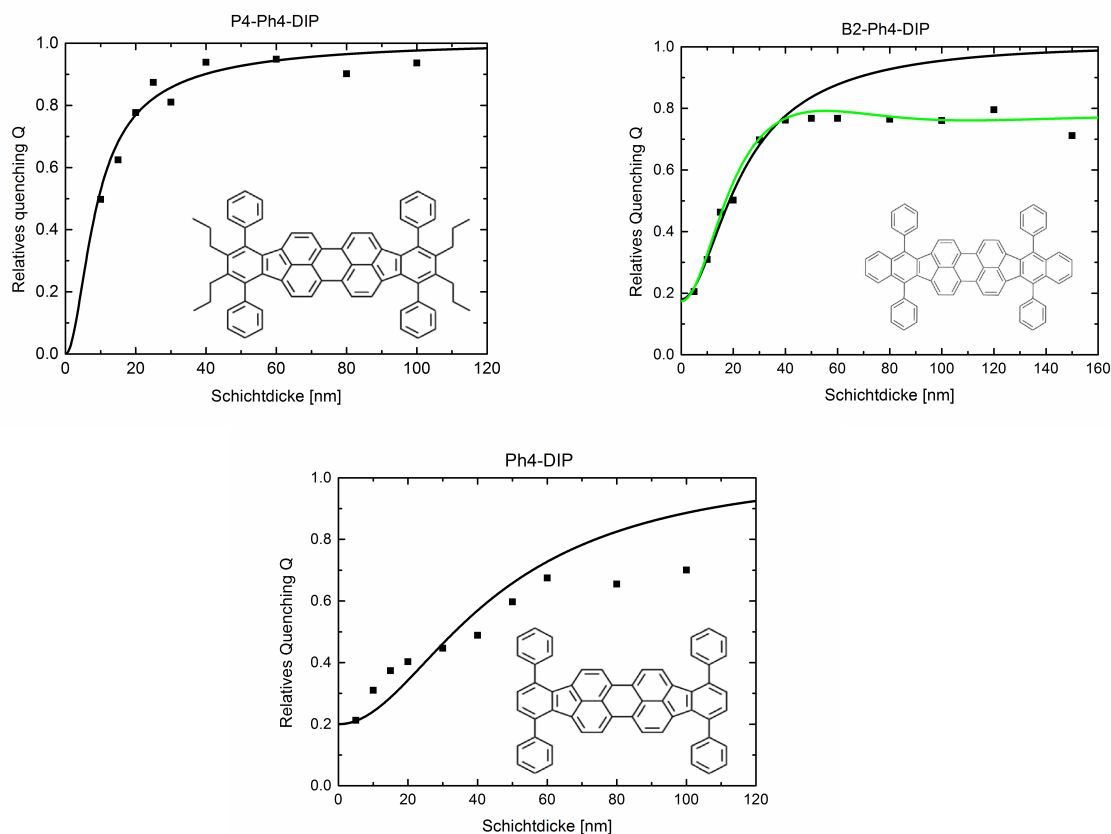 P4-Ph4-DIP
Relatives quenching Q
1.0
0.8
0.6
0.4
0.2
0.0
0 20 40 60 80 100 120
Schichtdicke [nm]
B2-Ph4-DIP
Relatives Quenching Q
1.0
0.8
0.6
0.4
0.2
0.0
0 20 40 60 80 100 120 140 160
Schichtdicke [nm]
Ph4-DIP
Relatives Quenching Q
1.0
0.8
0.6
0.4
0.2
0.0
0 20 40 60 80 100 120
Schichtdicke [nm]